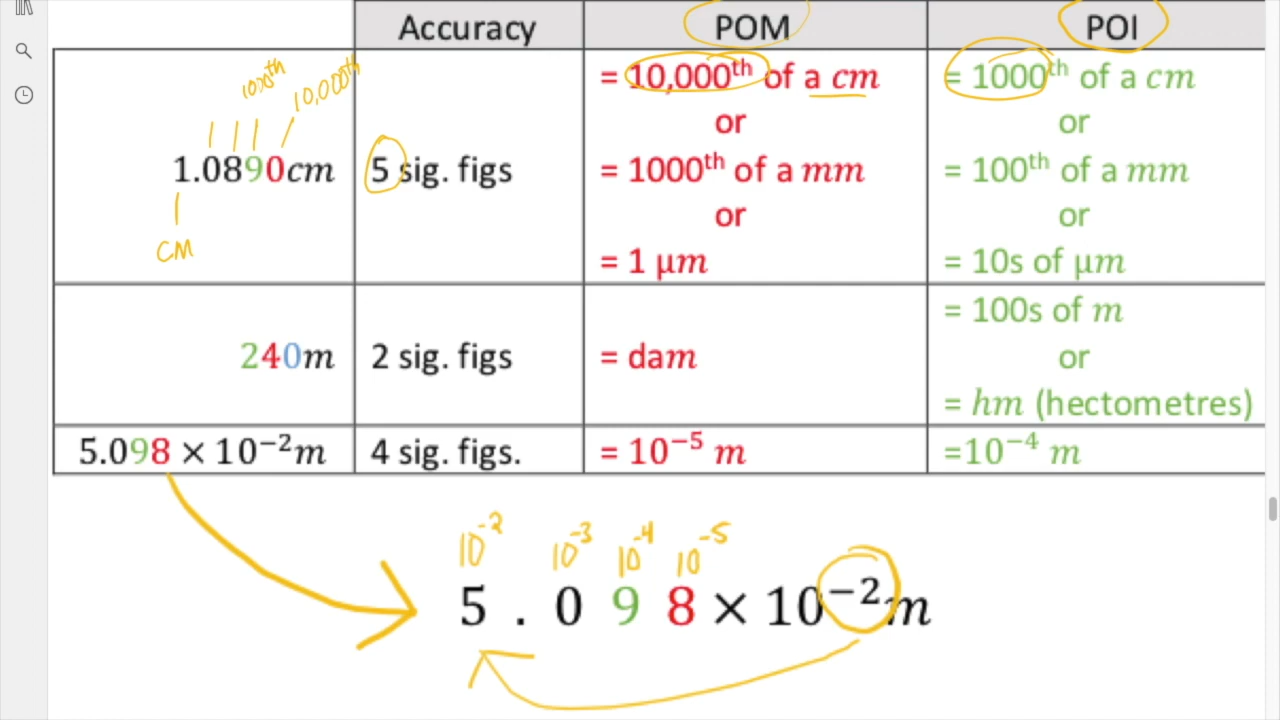 Accuracy POM POI
1.0890cm
1000th
10,000th
CM
5 sig. figs
= 10,000th of a cm
or
= 1000th of a mm
or
= 1 μm
= 1000th of a cm
or
= 100th of a mm
or
= 10s of μm
240m
2 sig. figs
= dam
= 100s of m
or
= hm (hectometres)
5.098 × 10⁻²m 4 sig. figs. = 10⁻⁵ m =10⁻⁴ m
10⁻² 10⁻³ 10⁻⁴ 10⁻⁵
5 . 0 9 8 × 10⁻²m